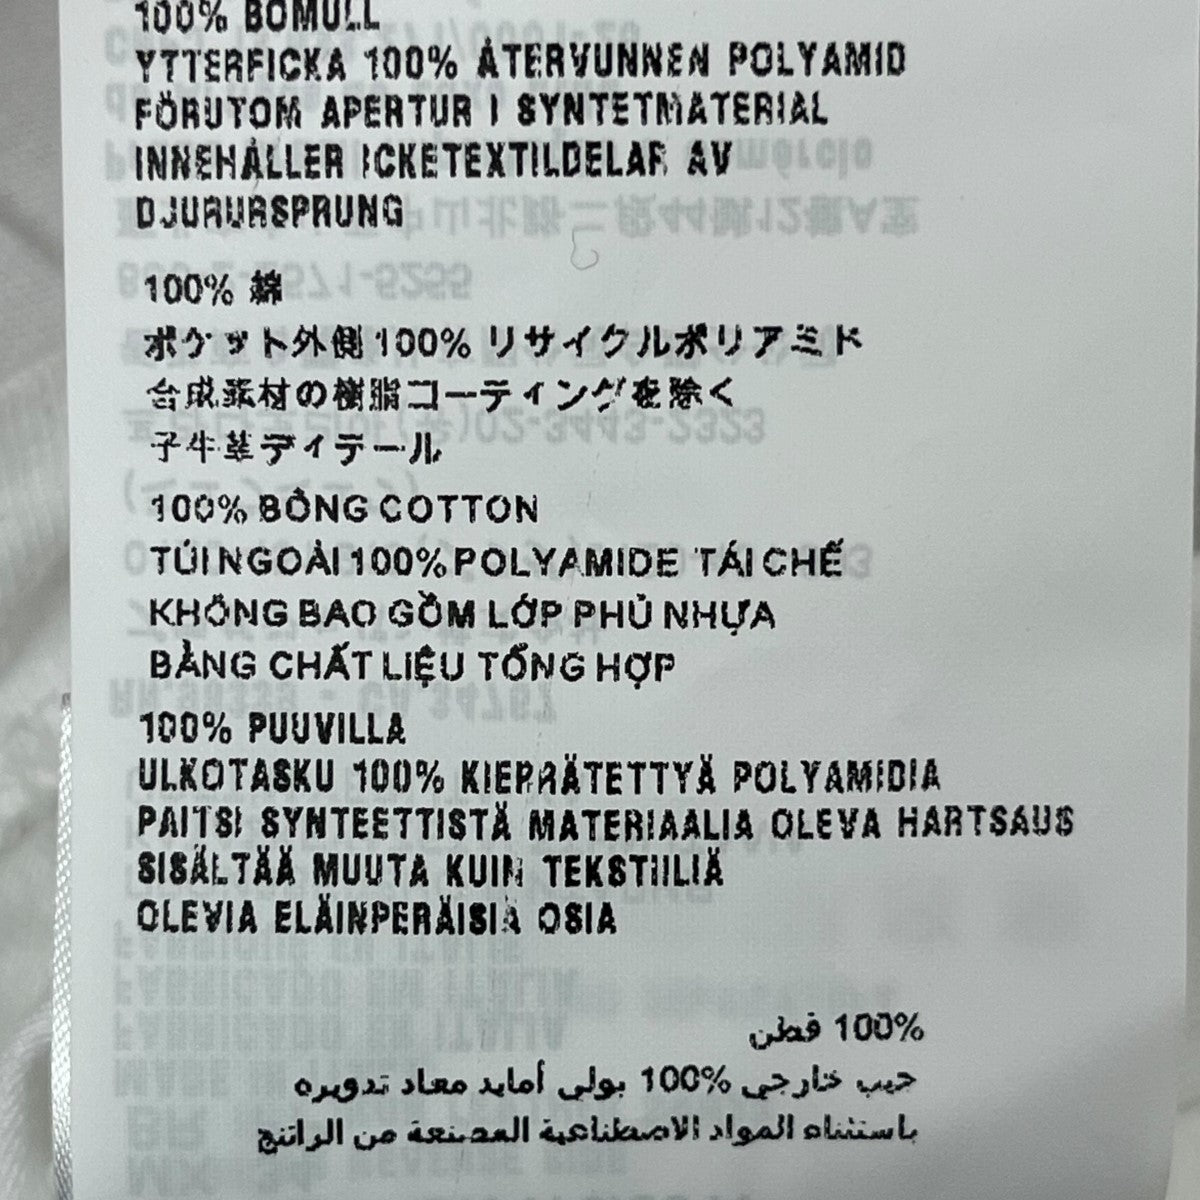 100% BOMULL
YTTERFICKA 100% ÅTERVUNNEN POLYAMID
FÖRUTOM APERTUR I SYNTETMATERIAL
INNEHÅLLER ICKETEXTILDELAR AV
DJURURSPRUNG
100% 綿
ポケット外側 100% リサイクルポリアミド
合成素材の樹脂コーティングを除く
子牛革ディテール
100% BÔNG COTTON
TÚI NGOÀI 100% POLYAMIDE TÁI CHẾ
KHÔNG BAO GỒM LỚP PHỦ NHỰA
BẰNG CHẤT LIỆU TỔNG HỢP
100% PUUVILLA
ULKOTASKU 100% KIERRÄTETTYÄ POLYAMIDIA
PAITSI SYNTEETTISTÄ MATERIAALIA OLEVA HARTSAUS
SISÄLTÄÄ MUUTA KUIN TEKSTIILIÄ
OLEVIA ELÄINPERÄISIÄ OSIA
100% قطن
جيب خارجي 100% بولي أمايد معاد تدويره
باستثناء المواد الاصطناعية المصنعة من الراتنج